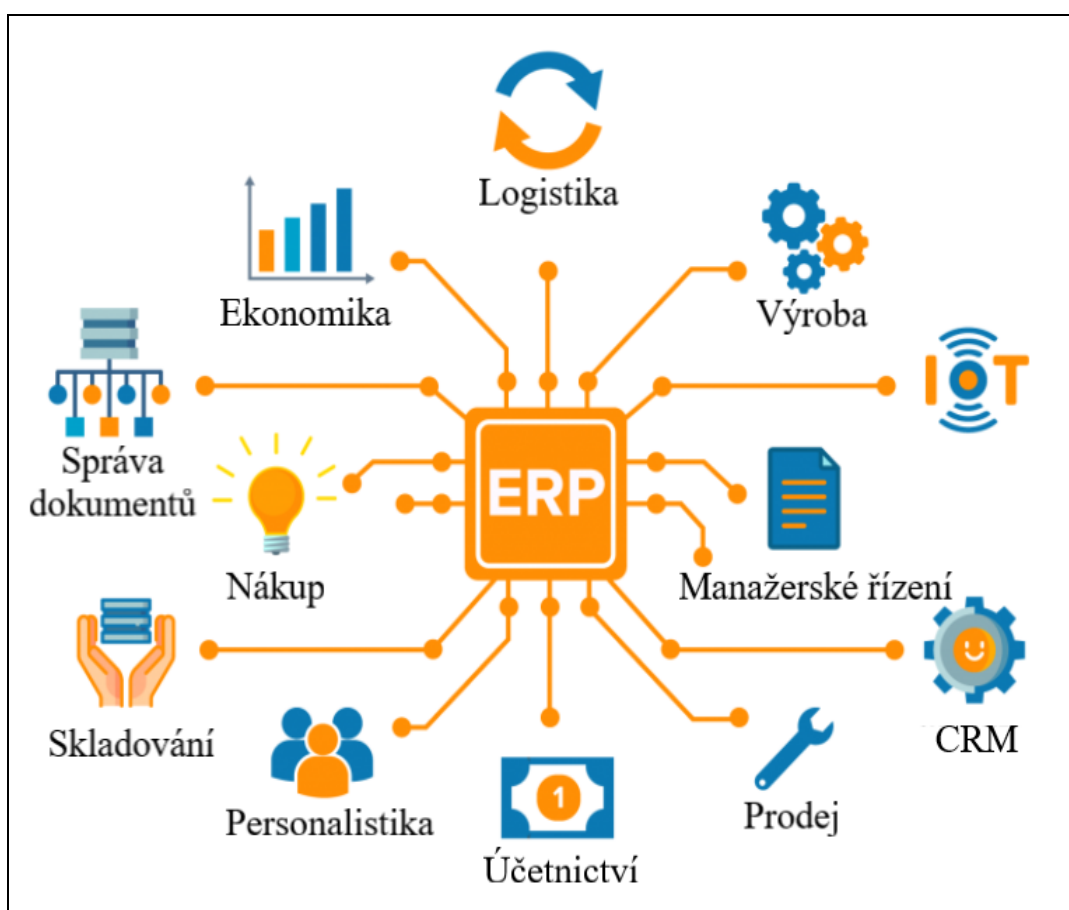 Logistika
Ekonomika
Výroba
IoT
Správa
dokumentů
ERP
Nákup
Manažerské řízení
Skladování
CRM
Personalistika
1
Prodej
Účetnictví